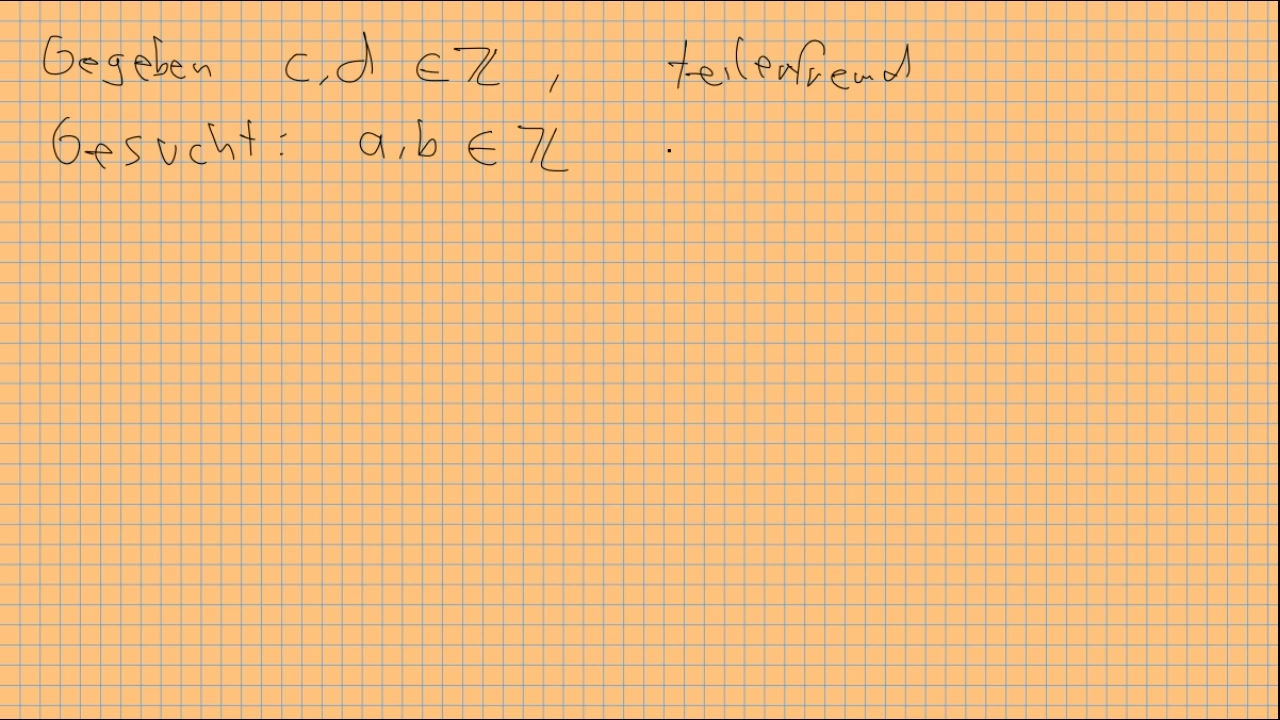 Gegeben c,d ∈ ℤ , teilerfremd
Gesucht: a,b ∈ ℤ .